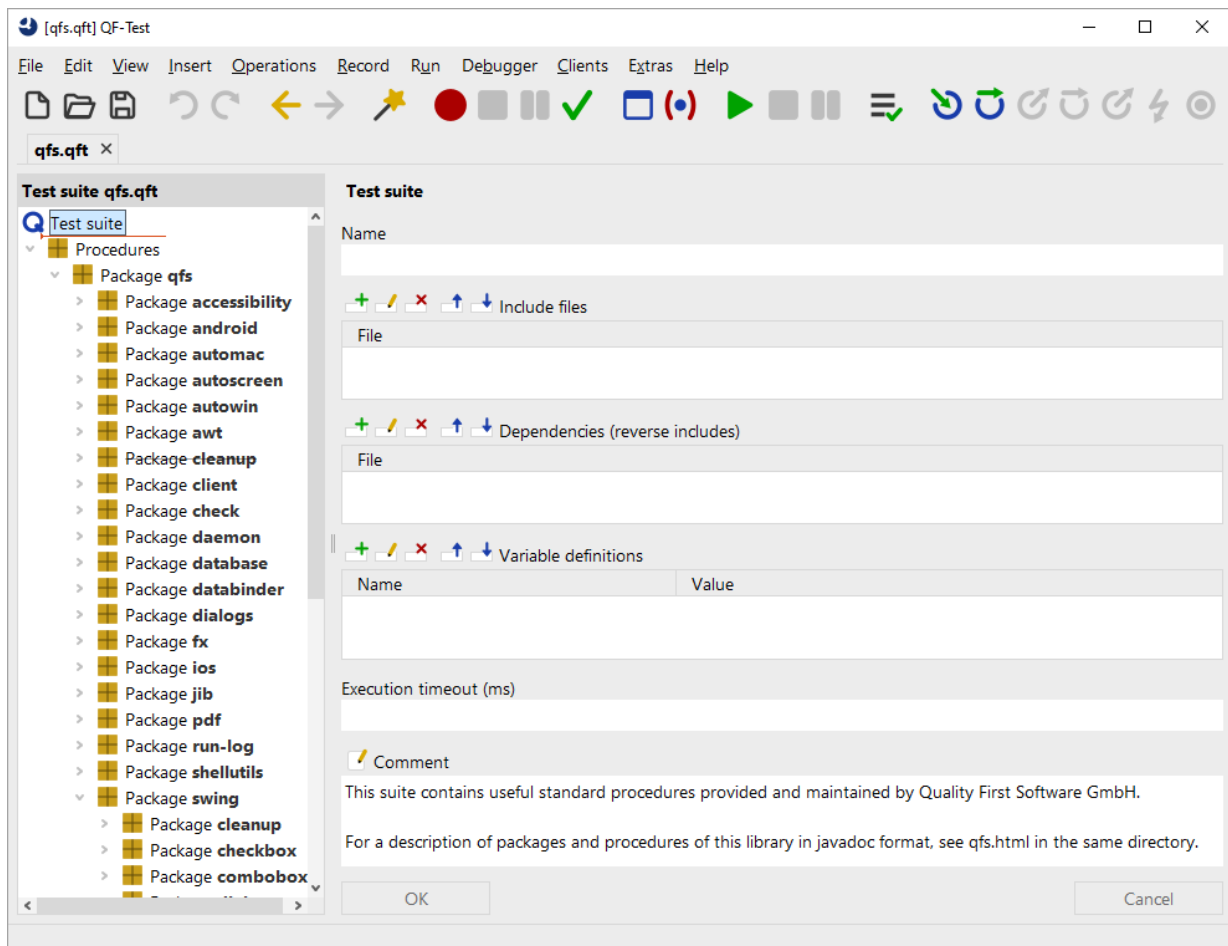 [qfs.qft] QF-Test
File Edit View Insert Operations Record Run Debugger Clients Extras Help
qfs.qft
Test suite qfs.qft
Test suite
Procedures
Package qfs
Package accessibility
Package android
Package automac
Package autoscreen
Package autowin
Package awt
Package cleanup
Package client
Package check
Package daemon
Package database
Package databinder
Package dialogs
Package fx
Package ios
Package jib
Package pdf
Package run-log
Package shellutils
Package swing
Package cleanup
Package checkbox
Package combobox
Test suite
Name
Include files
File
Dependencies (reverse includes)
File
Variable definitions
Name Value
Execution timeout (ms)
Comment
This suite contains useful standard procedures provided and maintained by Quality First Software GmbH.
For a description of packages and procedures of this library in javadoc format, see qfs.html in the same directory.
OK Cancel